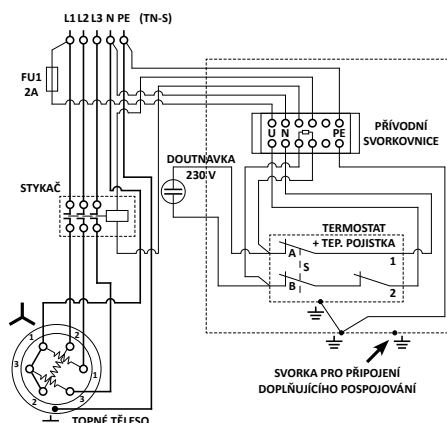 L1 L2 L3 N PE (TN-S)
FU1
2A
U N PE
PŘÍVODNÍ
SVORKOVNICE
DOUTNAVKA
230 V
STYKAČ
TERMOSTAT
+ TEP. POJISTKA
A
1
S
B
2
1
2
3
1
2
3
SVORKA PRO PŘIPOJENÍ
DOPLŇUJÍCÍHO POSPOJOVÁNÍ
TOPNÉ TĚLESO